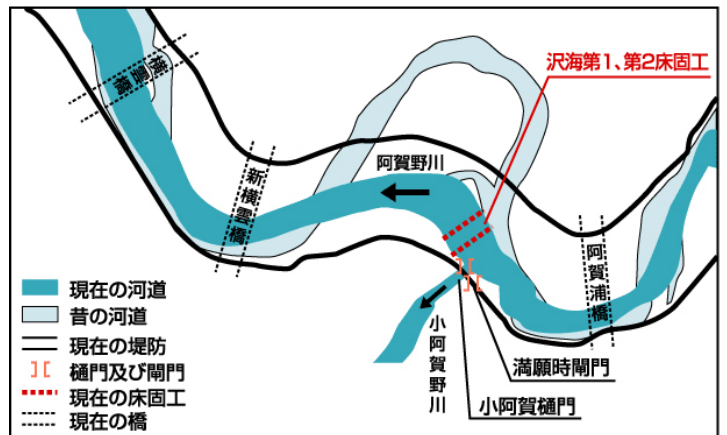 沢海第1、第2床固工
横雲橋
阿賀野川
新横雲橋
阿賀浦橋
小阿賀野川
満願時閘門
小阿賀樋門
現在の河道
昔の河道
現在の堤防
樋門及び閘門
現在の床固工
現在の橋